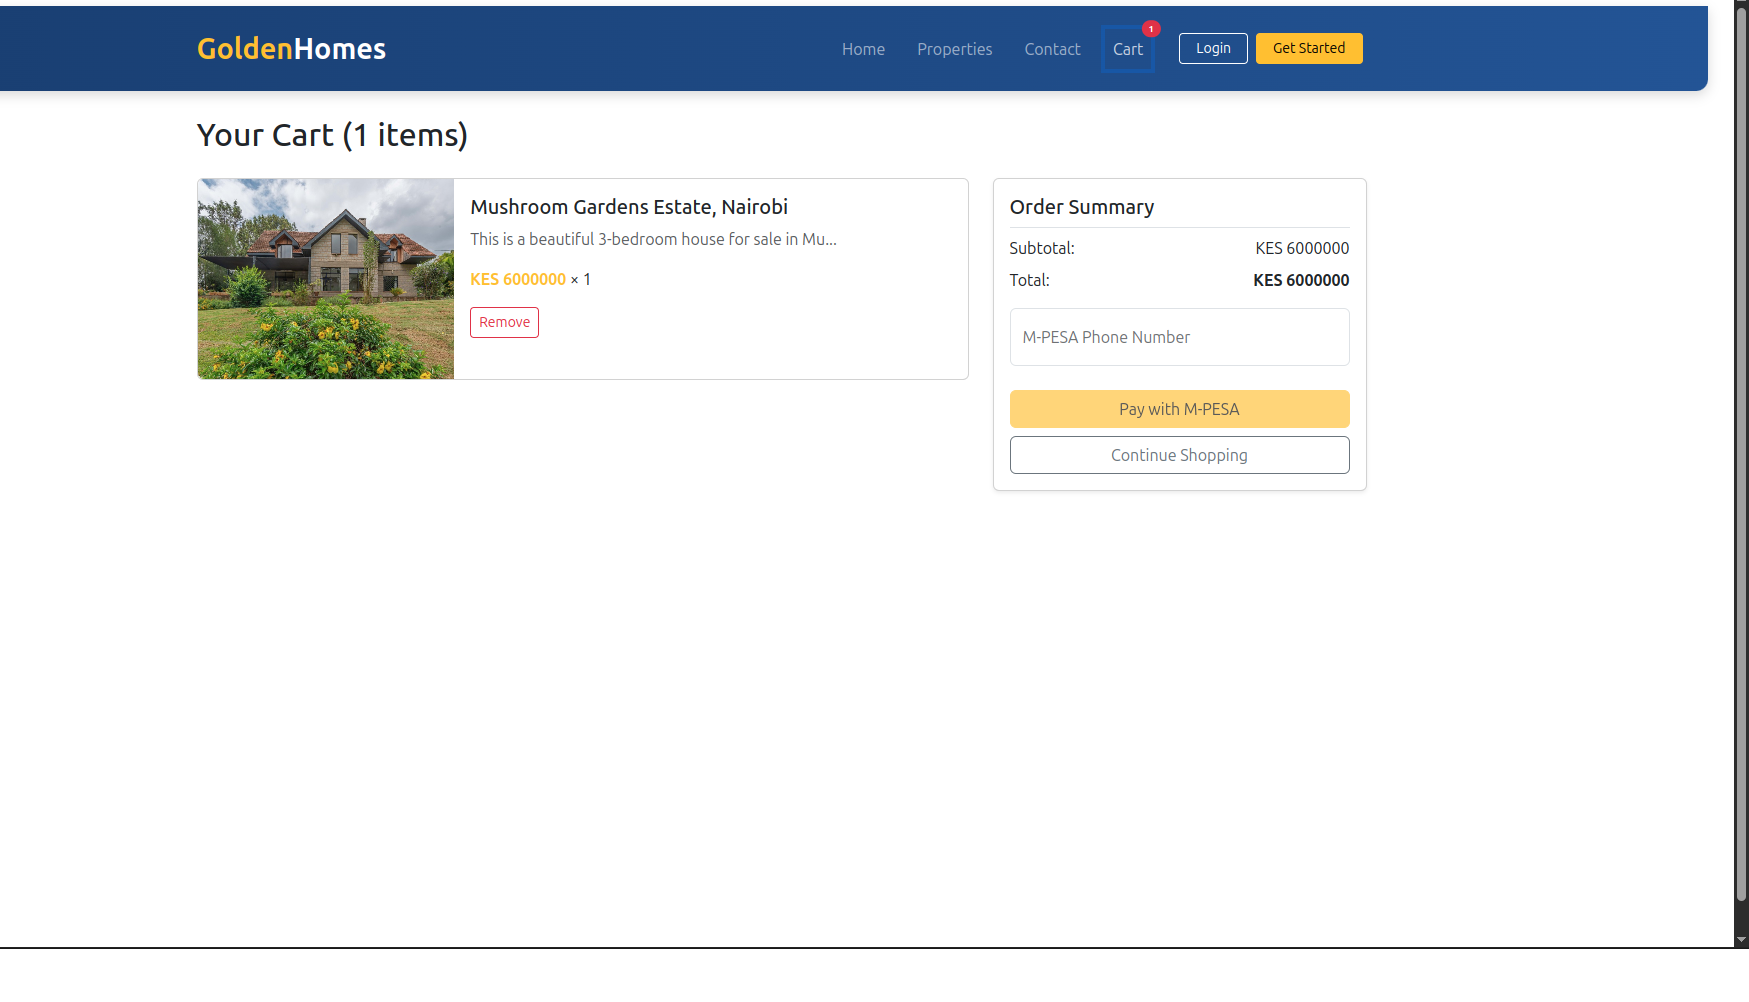 GoldenHomes
Home
Properties
Contact
Cart
1
Login
Get Started
Your Cart (1 items)
Mushroom Gardens Estate, Nairobi
This is a beautiful 3-bedroom house for sale in Mu...
KES 6000000 × 1
Remove
Order Summary
Subtotal: KES 6000000
Total: KES 6000000
M-PESA Phone Number
Pay with M-PESA
Continue Shopping